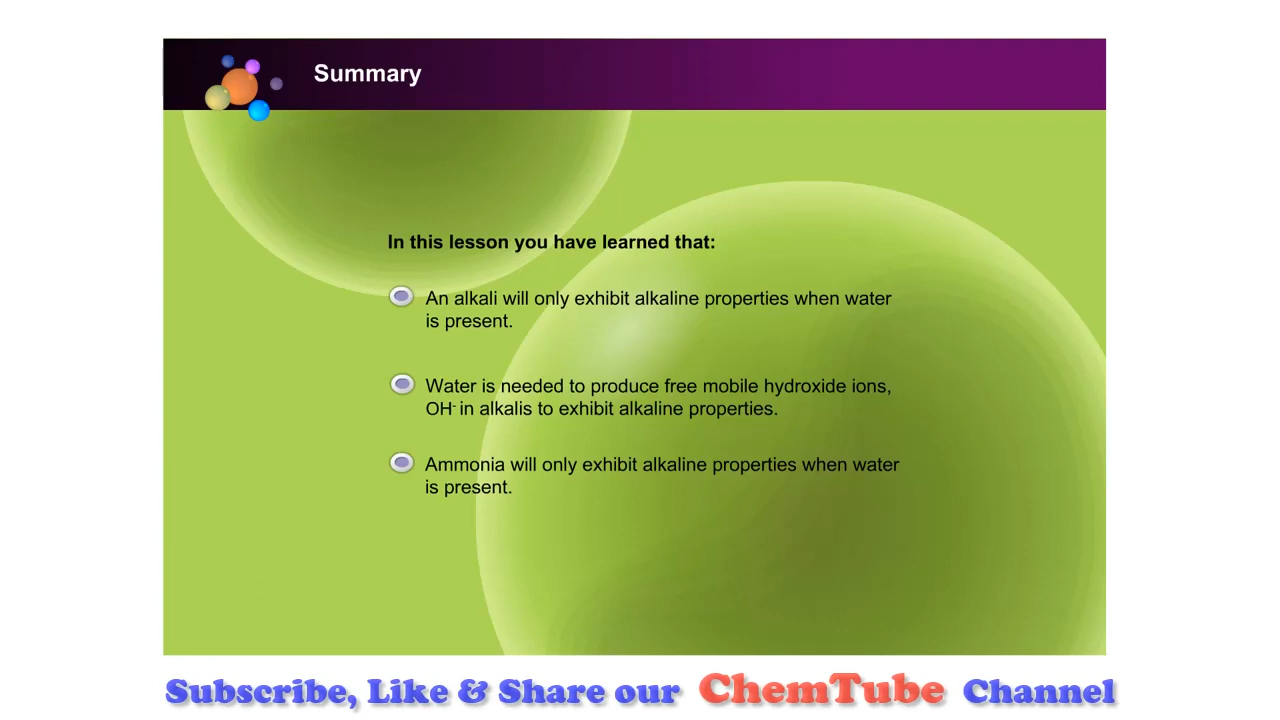 Summary
In this lesson you have learned that:
An alkali will only exhibit alkaline properties when water
is present.
Water is needed to produce free mobile hydroxide ions,
OH⁻ in alkalis to exhibit alkaline properties.
Ammonia will only exhibit alkaline properties when water
is present.
Subscribe, Like & Share our ChemTube Channel